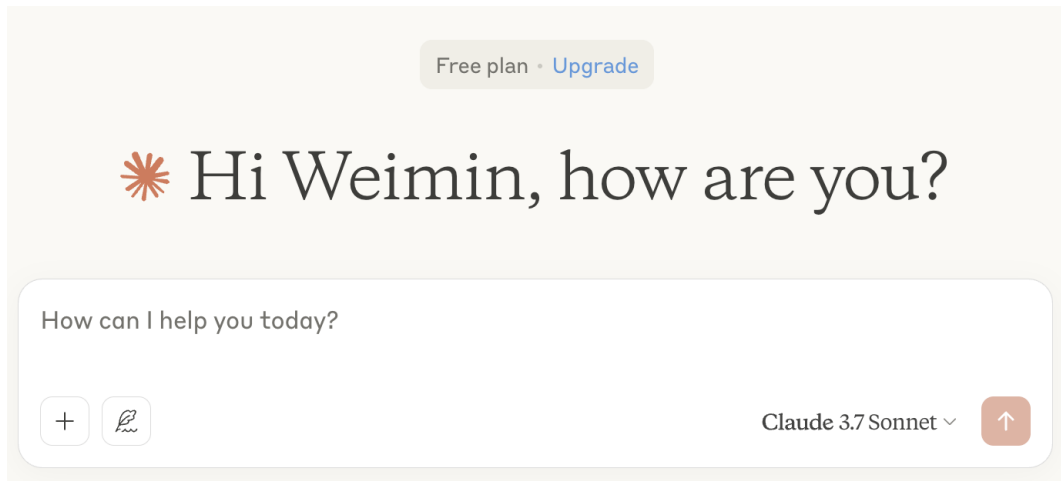 Free plan • Upgrade
Hi Weimin, how are you?
How can I help you today?
Claude 3.7 Sonnet